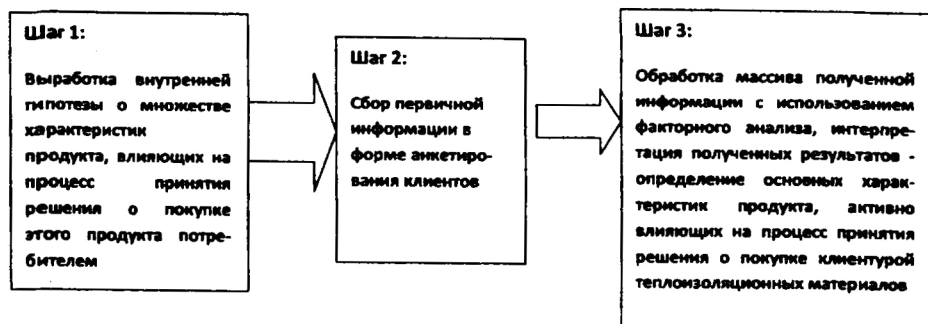 Шаг 1:
Выработка внутренней
гипотезы о множестве
характеристик
продукта, влияющих на
процесс принятия
решения о покупке
этого продукта потре-
бителем
Шаг 2:
Сбор первичной
информации в
форме анкетиро-
вания клиентов
Шаг 3:
Обработка массива полученной
информации с использованием
факторного анализа, интерпре-
тация полученных результатов -
определение основных харак-
теристик продукта, активно
влияющих на процесс принятия
решения о покупке клиентурой
теплоизоляционных материалов